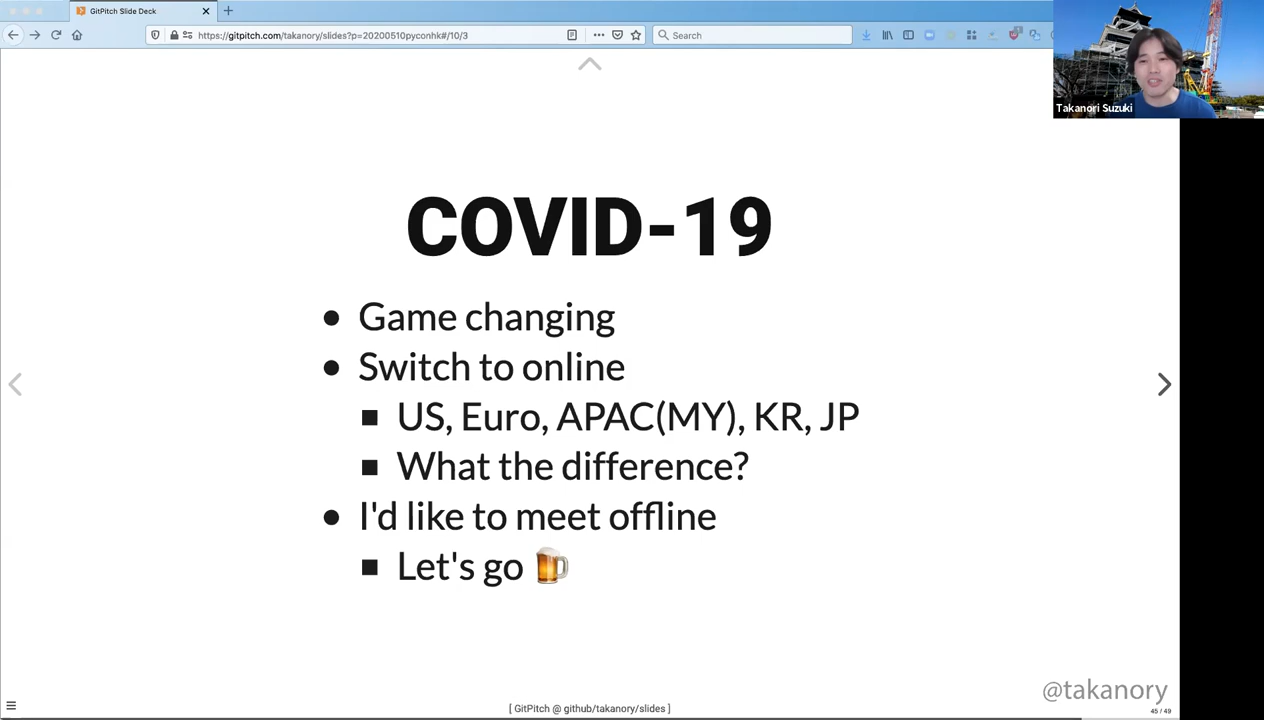 GitPitch Slide Deck
https://gitpitch.com/takanory/slides?p=20200510pyconhk#/10/3
Search
Takanori Suzuki
COVID-19
Game changing
Switch to online
US, Euro, APAC(MY), KR, JP
What the difference?
I'd like to meet offline
Let's go 🍺
@takanory
[ GitPitch @ github/takanory/slides ]
45 / 49